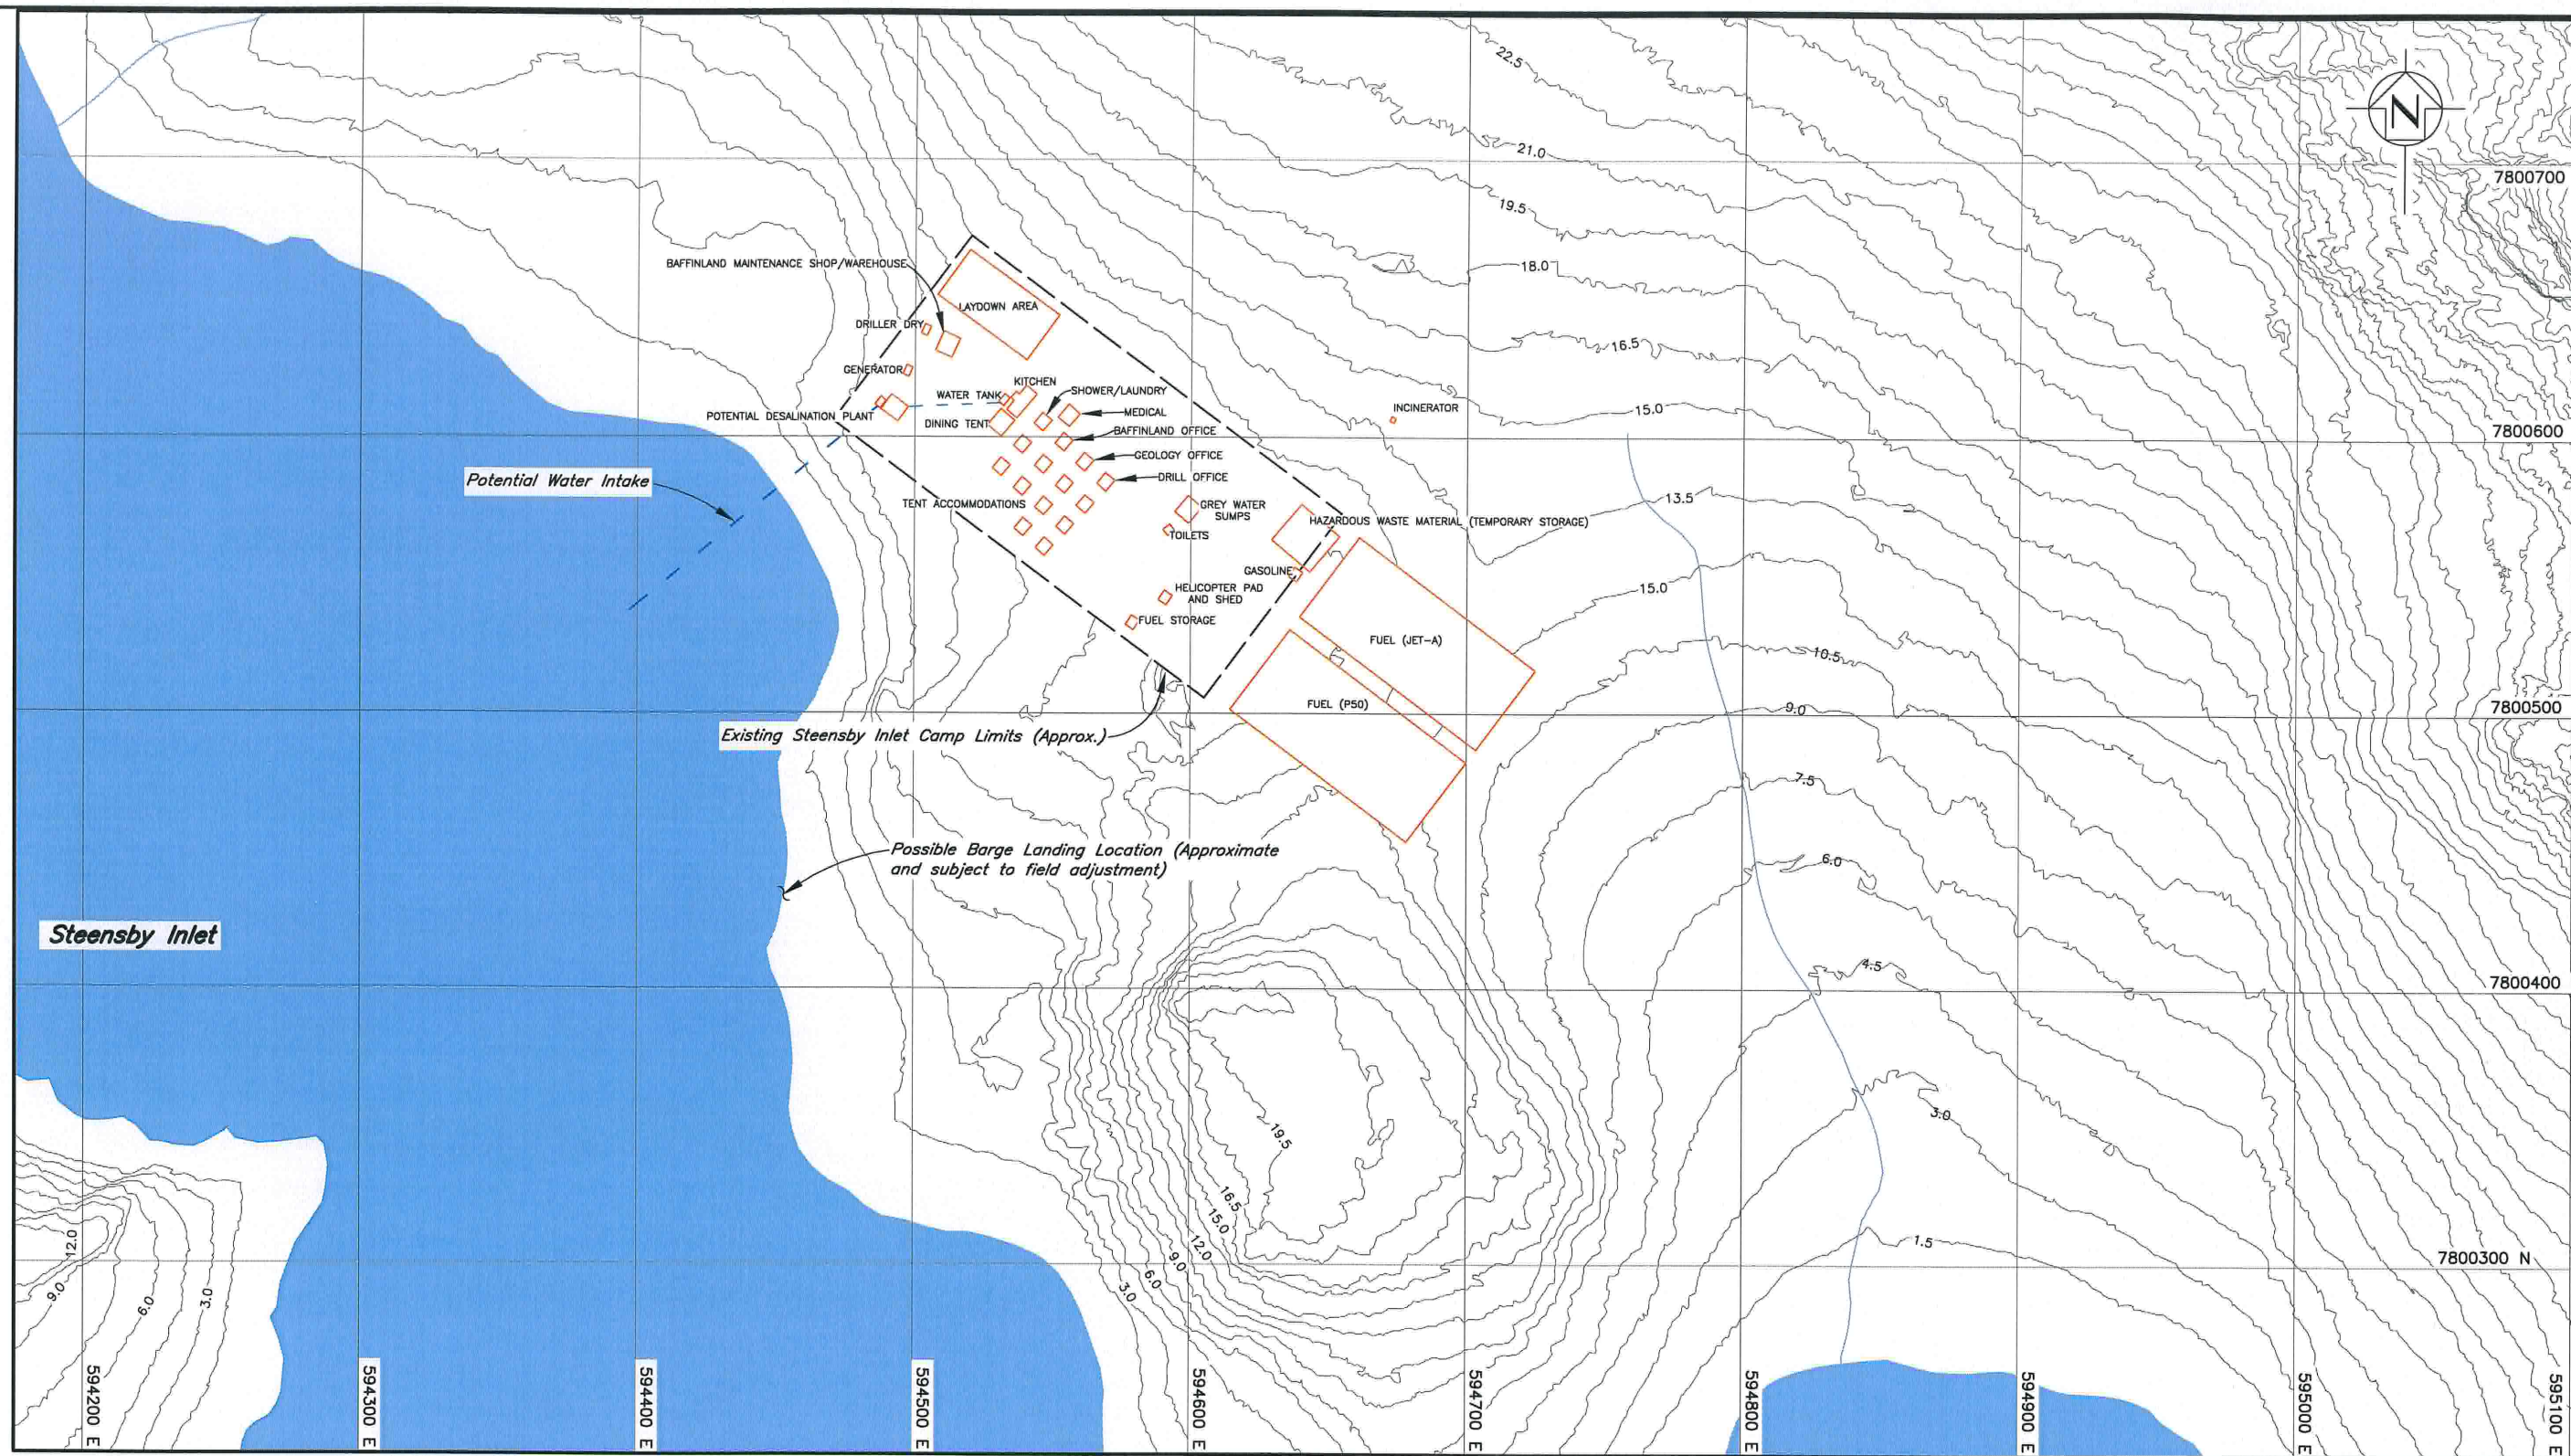 22.5
N
21.0
7800700
19.5
BAFFINLAND MAINTENANCE SHOP/WAREHOUSE
18.0
LAYDOWN AREA
DRILLER DRY
16.5
GENERATOR
KITCHEN
SHOWER/LAUNDRY
WATER TANK
INCINERATOR
15.0
MEDICAL
POTENTIAL DESALINATION PLANT
DINING TENT
BAFFINLAND OFFICE
7800600
GEOLOGY OFFICE
Potential Water Intake
DRILL OFFICE
13.5
TENT ACCOMMODATIONS
GREY WATER
SUMPS
HAZARDOUS WASTE MATERIAL (TEMPORARY STORAGE)
TOILETS
GASOLINE
HELICOPTER PAD
AND SHED
15.0
FUEL STORAGE
FUEL (JET-A)
10.5
FUEL (P50)
9.0
7800500
Existing Steensby Inlet Camp Limits (Approx.)
7.5
Possible Barge Landing Location (Approximate
and subject to field adjustment)
6.0
Steensby Inlet
4.5
7800400
3.0
19.5
16.5
15.0
12.0
9.0
6.0
3.0
1.5
7800300 N
12.0
9.0
6.0
3.0
594200 E
594300 E
594400 E
594500 E
594600 E
594700 E
594800 E
594900 E
595000 E
595100 E